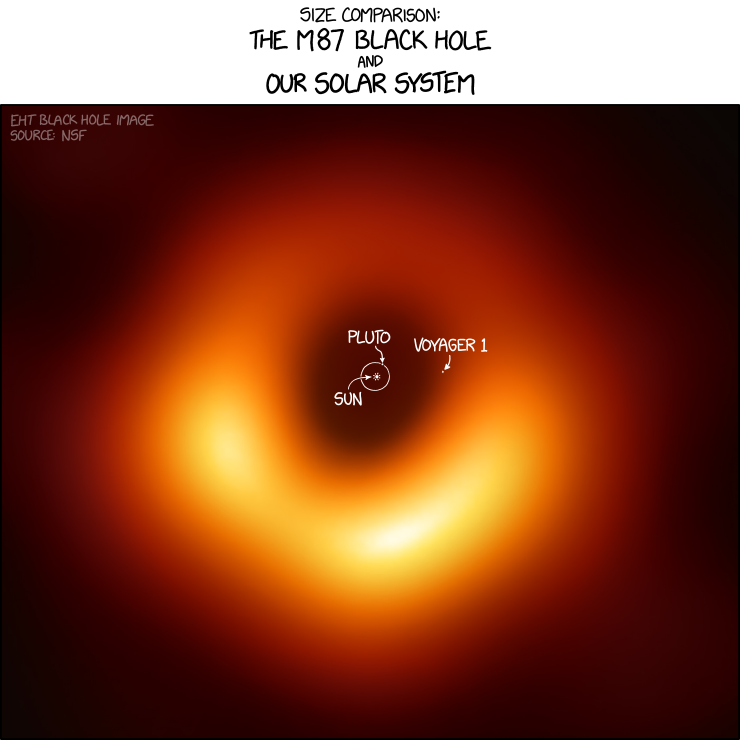 SIZE COMPARISON:
THE M87 BLACK HOLE
AND
OUR SOLAR SYSTEM
EHT BLACK HOLE IMAGE
SOURCE: NSF
PLUTO
VOYAGER 1
SUN